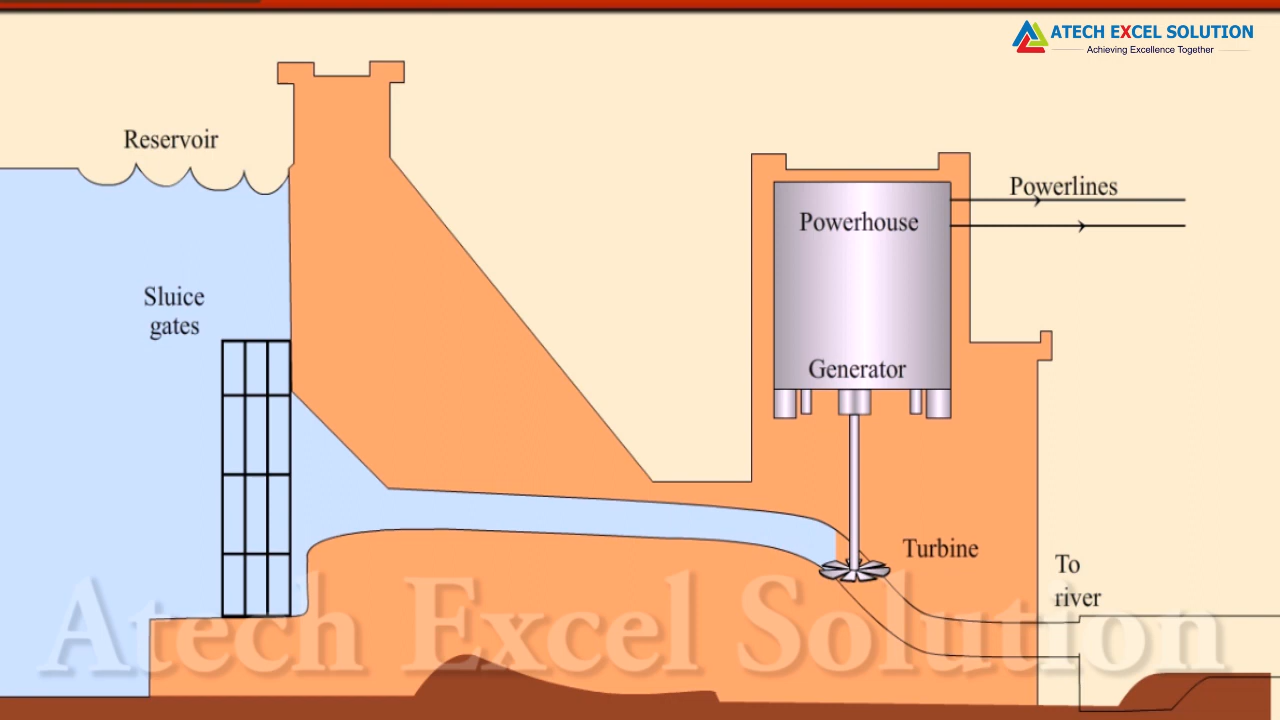 ATECH EXCEL SOLUTION
Achieving Excellence Together
Reservoir
Powerlines
Powerhouse
Sluice
gates
Generator
Turbine
To
river
Atech Excel Solution